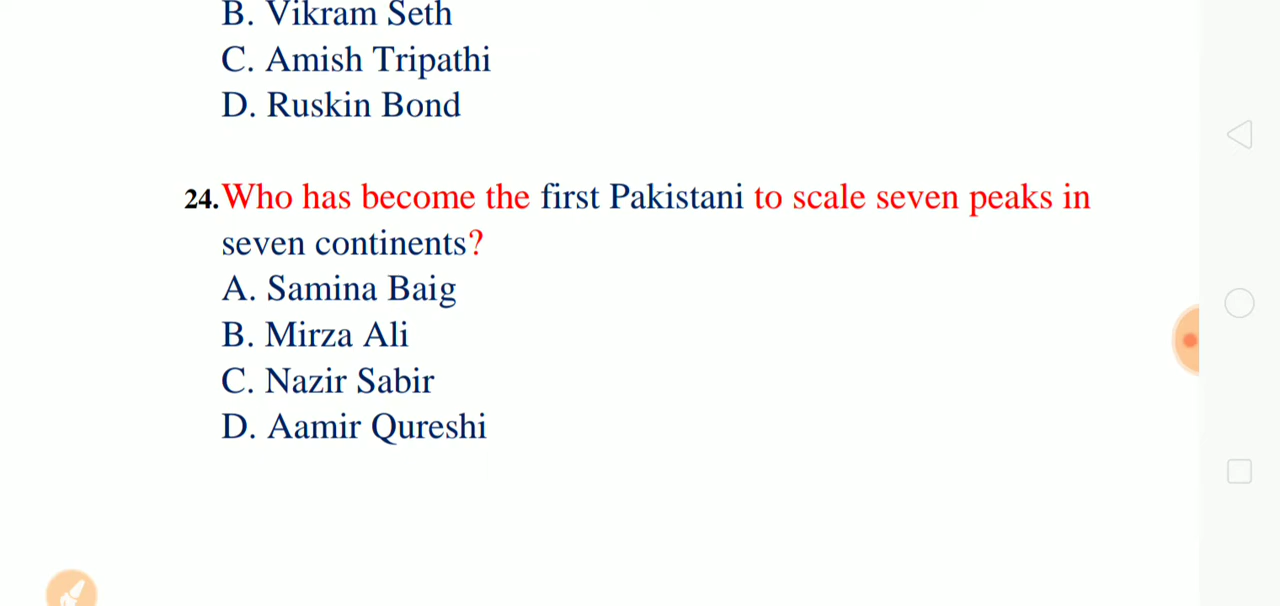 B. Vikram Seth
C. Amish Tripathi
D. Ruskin Bond
24. Who has become the first Pakistani to scale seven peaks in
seven continents?
A. Samina Baig
B. Mirza Ali
C. Nazir Sabir
D. Aamir Qureshi